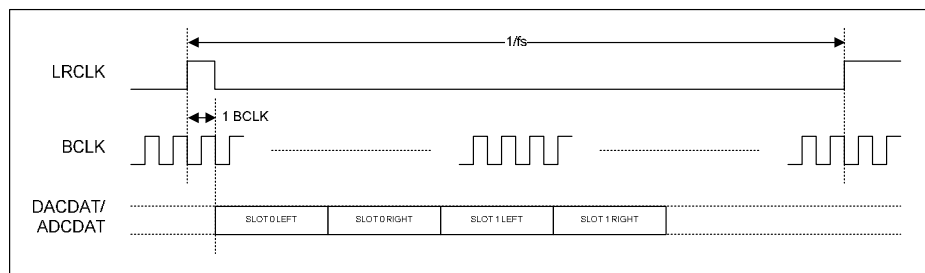 1/fs
LRCLK
1 BCLK
BCLK
DACDAT/
ADCDAT
SLOT 0 LEFT
SLOT 0 RIGHT
SLOT 1 LEFT
SLOT 1 RIGHT